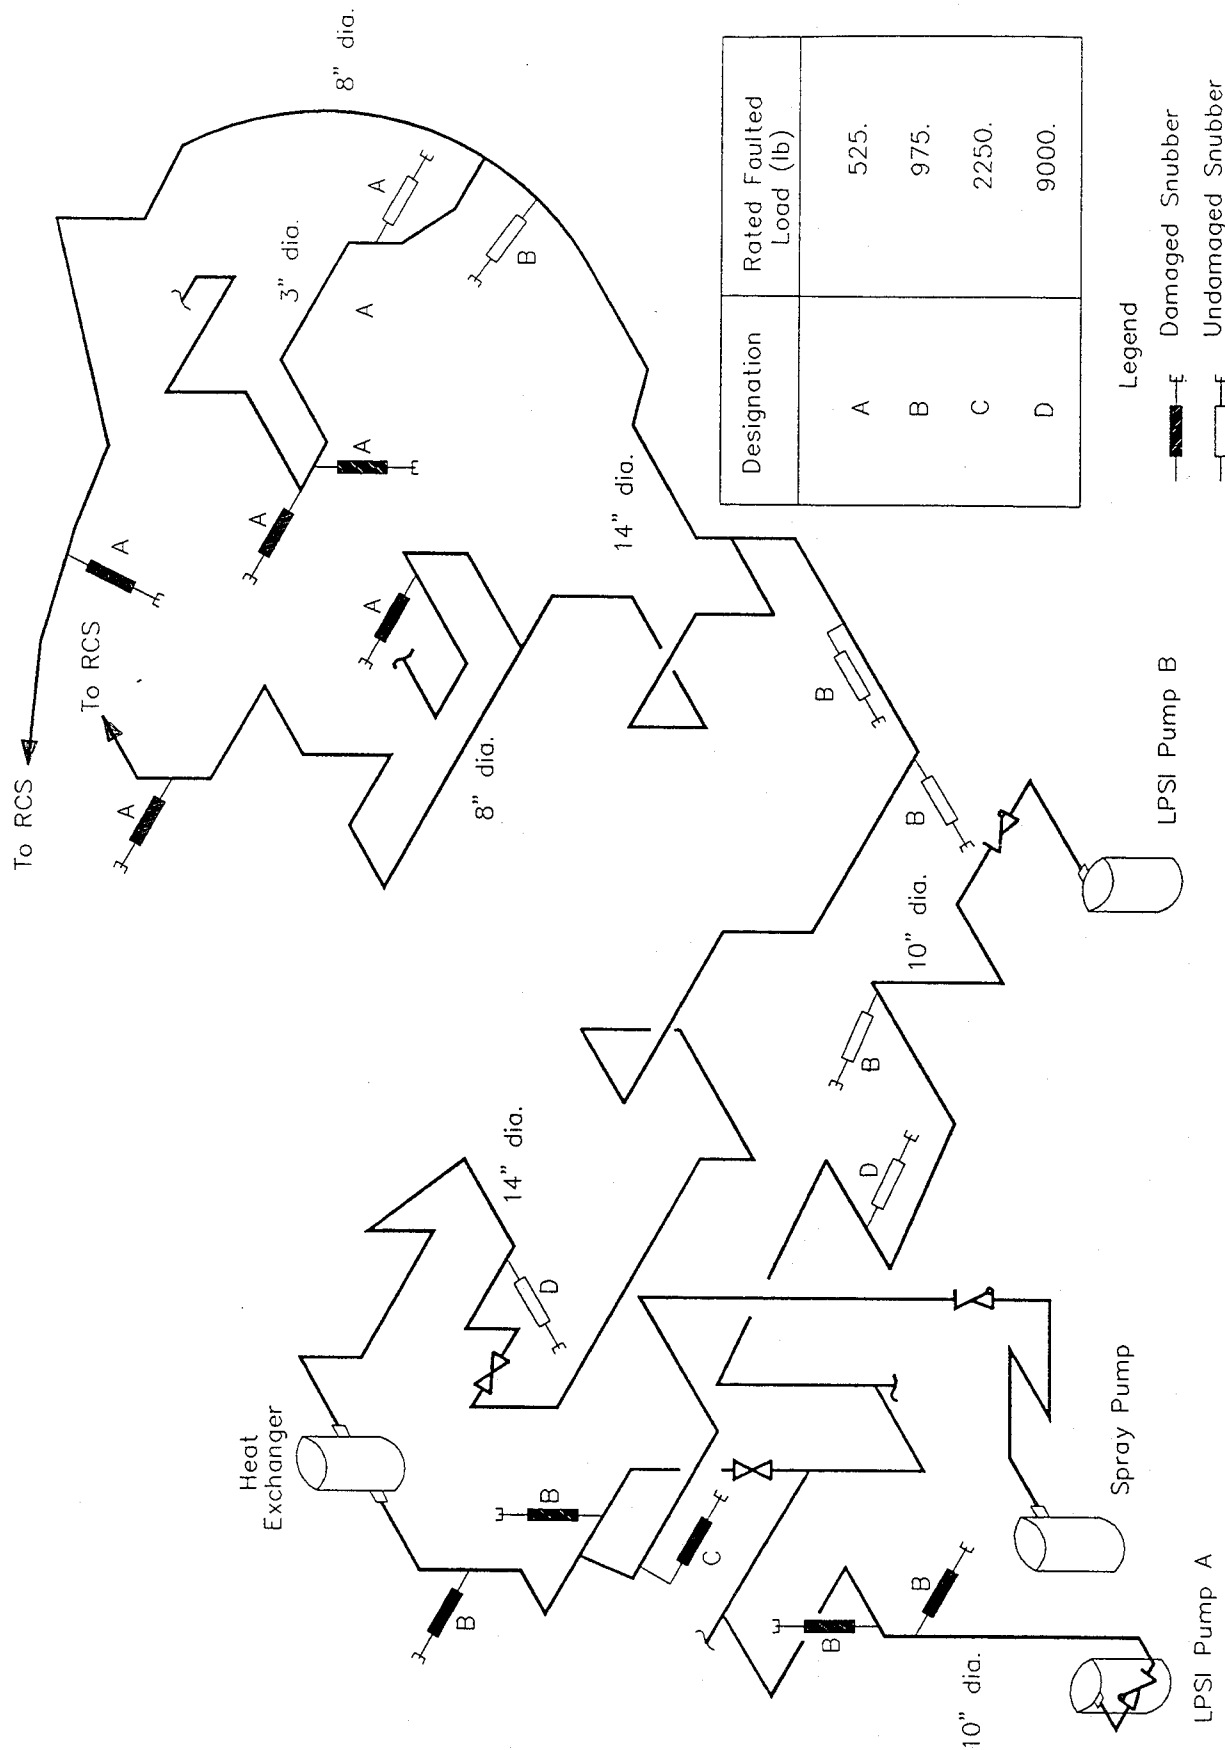 To RCS
To RCS
8" dia.
3" dia.
A
A
A
A
A
A
A
B
8" dia.
14" dia.
B
B
10" dia.
B
D
14" dia.
D
Heat
Exchanger
B
B
C
B
B
10" dia.
LPSI Pump A
Spray Pump
LPSI Pump B
Designation
Rated Faulted
Load (lb)
A
525.
B
975.
C
2250.
D
9000.
Legend
Damaged Snubber
Undamaged Snubber